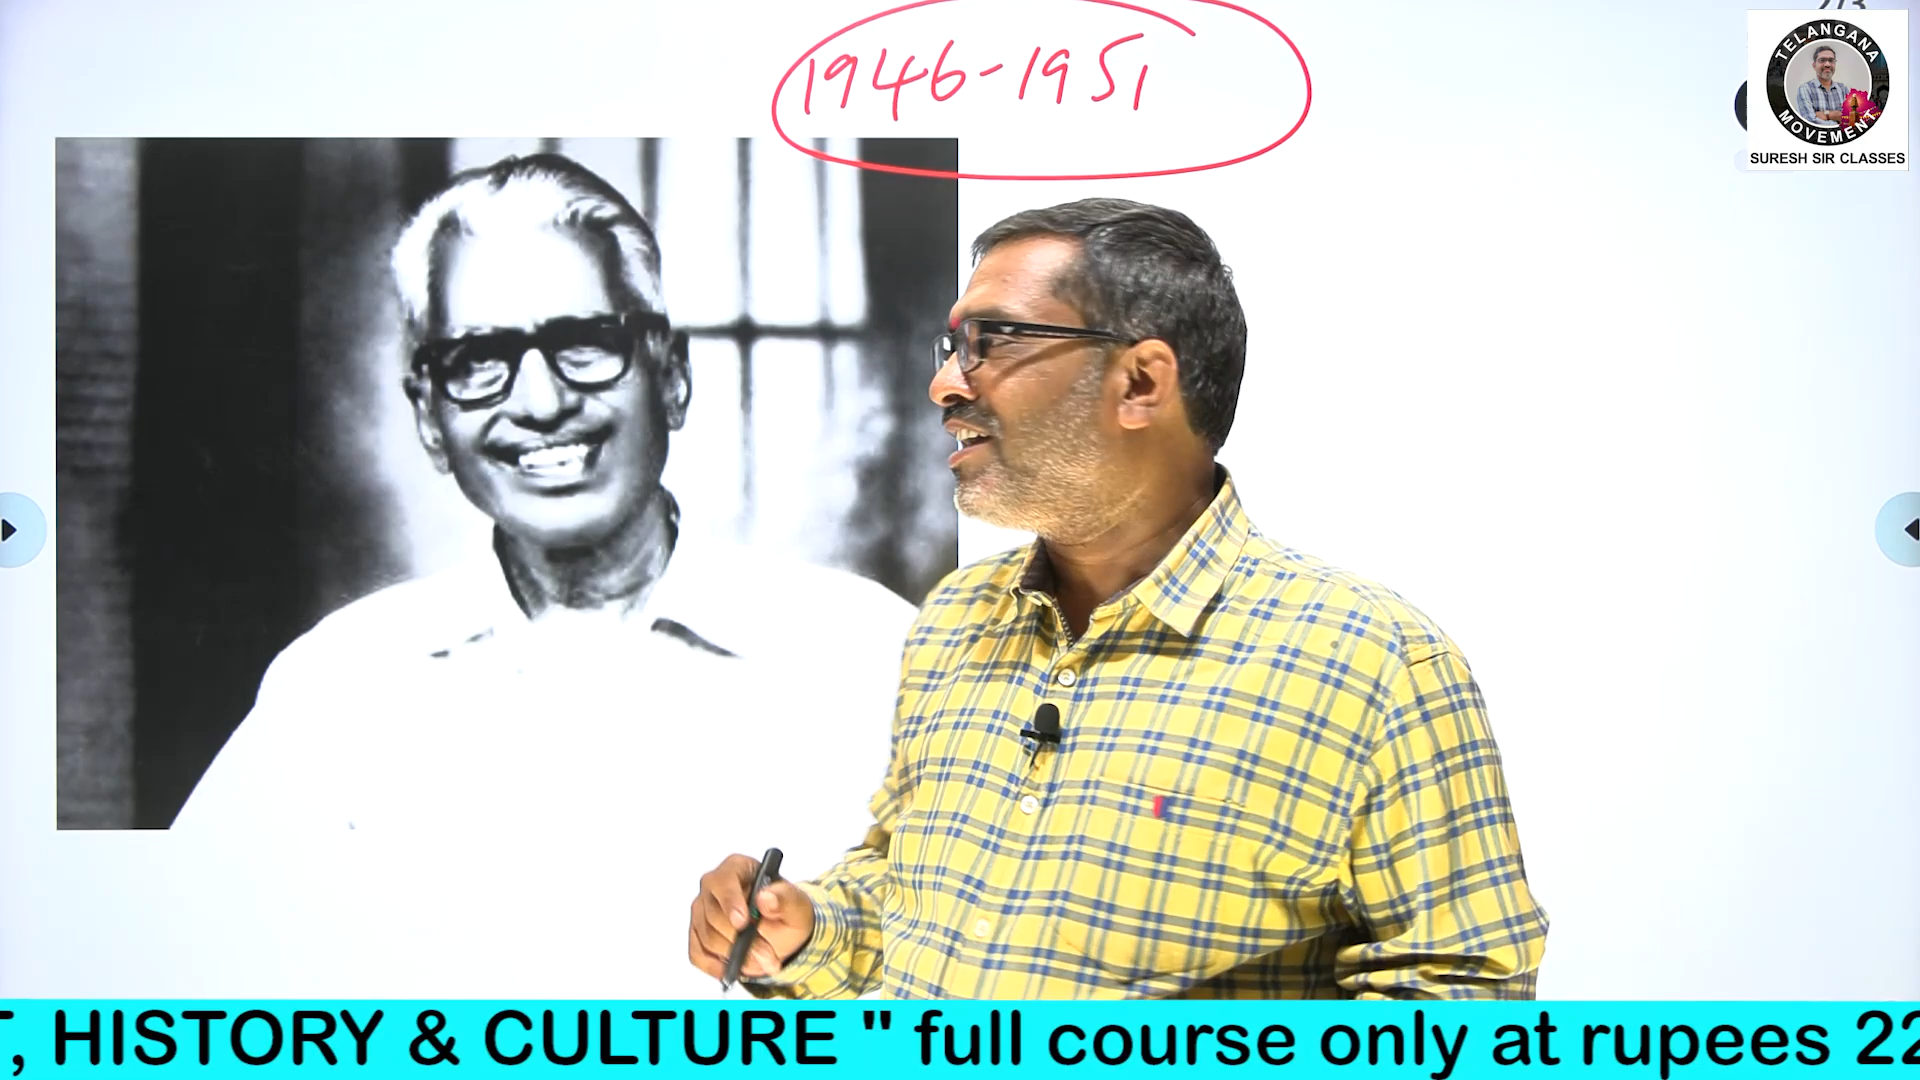 1946-1951
TELANGANA
MOVEMENT
SURESH SIR CLASSES
, HISTORY & CULTURE " full course only at rupees 22